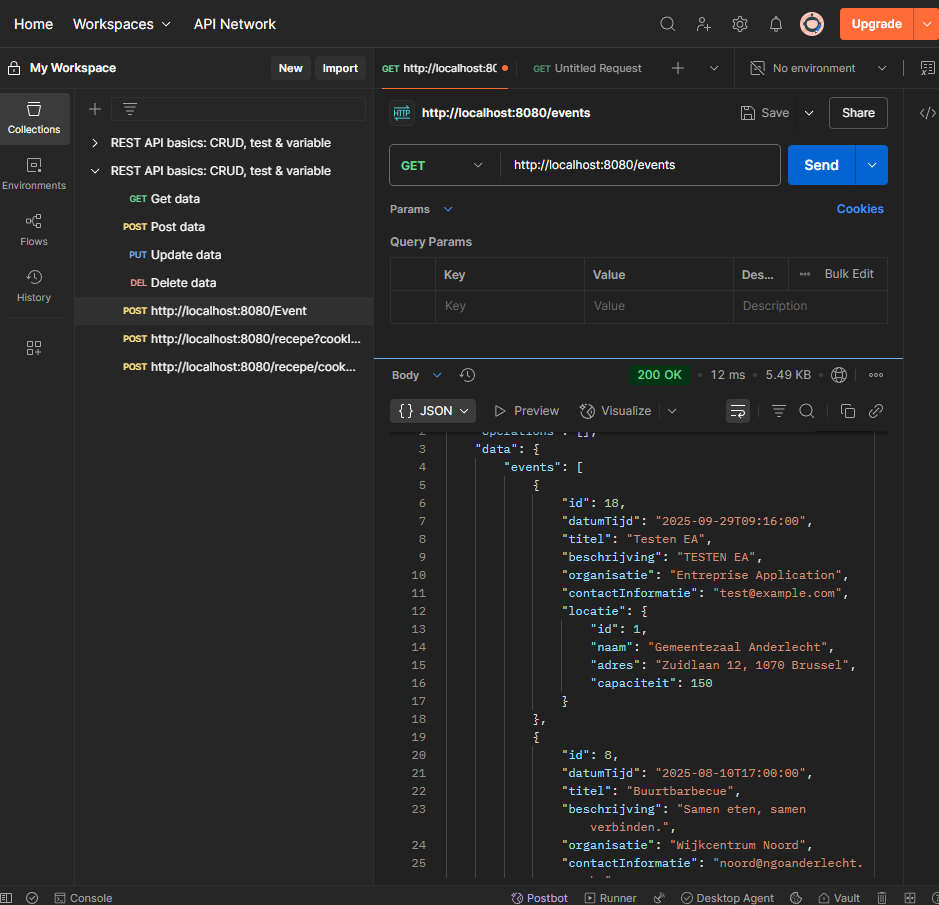 Home Workspaces API Network Upgrade
My Workspace New Import
GET http://localhost:80 GET Untitled Request No environment
Collections
Environments
Flows
History
REST API basics: CRUD, test & variable
REST API basics: CRUD, test & variable
GET Get data
POST Post data
PUT Update data
DEL Delete data
POST http://localhost:8080/Event
POST http://localhost:8080/recepe?cookI...
POST http://localhost:8080/recepe/cook...
HTTP http://localhost:8080/events Save Share
GET http://localhost:8080/events Send
Params Cookies
Query Params
Key Value Des... Bulk Edit
Key Value Description
Body 200 OK 12 ms 5.49 KB
{} JSON Preview Visualize
2 "operations": [],
3 "data": {
4 "events": [
5 {
6 "id": 18,
7 "datumTijd": "2025-09-29T09:16:00",
8 "titel": "Testen EA",
9 "beschrijving": "TESTEN EA",
10 "organisatie": "Entreprise Application",
11 "contactInformatie": "test@example.com",
12 "locatie": {
13 "id": 1,
14 "naam": "Gemeentezaal Anderlecht",
15 "adres": "Zuidlaan 12, 1070 Brussel",
16 "capaciteit": 150
17 }
18 },
19 {
20 "id": 8,
21 "datumTijd": "2025-08-10T17:00:00",
22 "titel": "Buurtbarbecue",
23 "beschrijving": "Samen eten, samen
verbinden.",
24 "organisatie": "Wijkcentrum Noord",
25 "contactInformatie": "noord@ngoanderlecht.
Console Postbot Runner Desktop Agent Vault